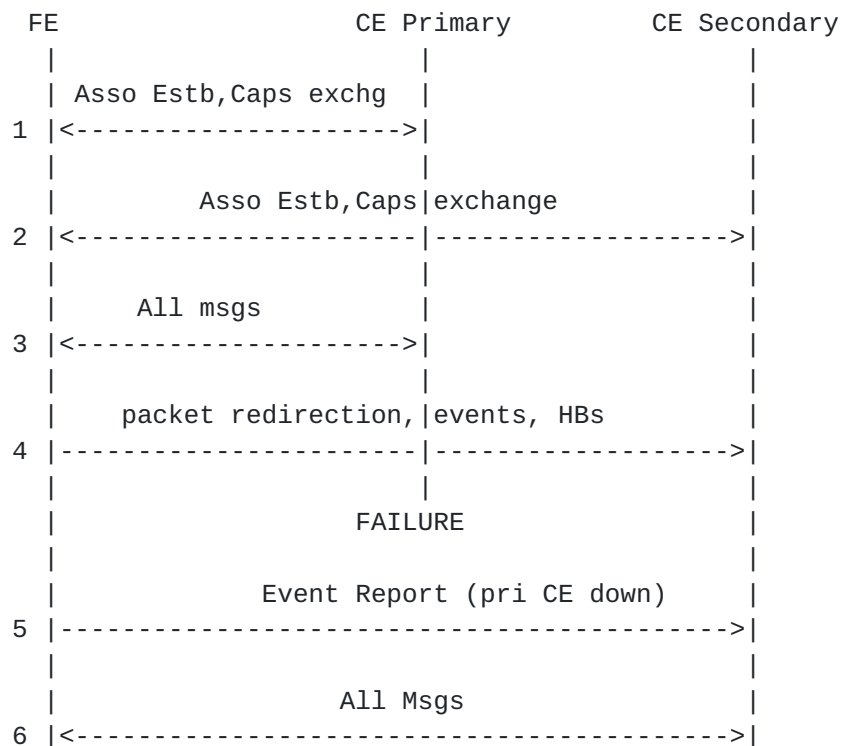 FE CE Primary CE Secondary
Asso Estb,Caps exchg
1
Asso Estb,Caps exchange
2
All msgs
3
packet redirection, events, HBs
4
FAILURE
Event Report (pri CE down)
5
All Msgs
6